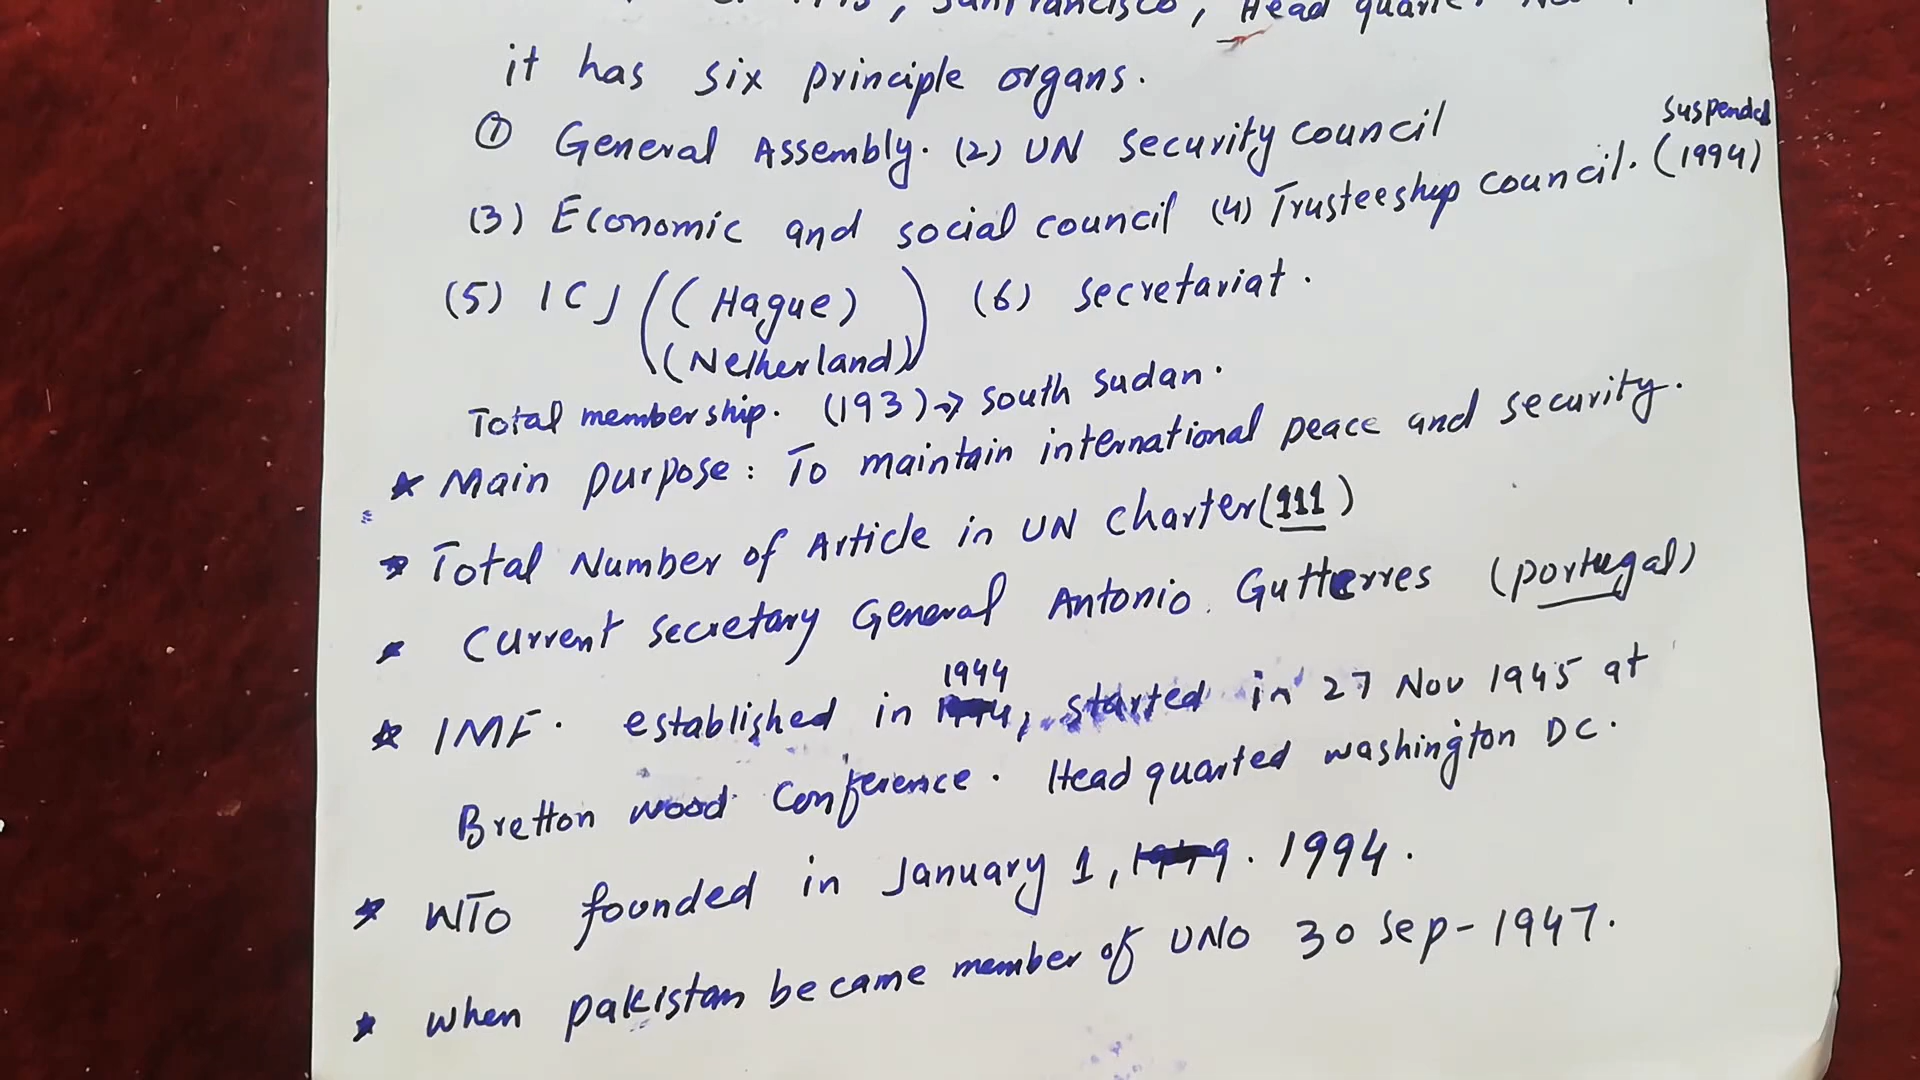 , SanFrancisco, Head quarter
it has six principle organs.
① General Assembly. (2) UN security council
suspended
(3) Economic and social council (4) Trusteeship council. (1994)
(5) ICJ ((Hague) (Netherland)) (6) secretariat.
Total membership. (193) → south sudan.
* Main purpose: To maintain international peace and security.
* Total Number of Article in UN Charter (111)
* Current secretary General Antonio. Gutterres (portugal)
1944
* IMF. established in , started in 27 Nov 1945 at
Bretton wood Conference. Head quarted washington DC.
* WTO founded in January 1, . 1994.
* when pakistan became member of UNO 30 Sep-1947.